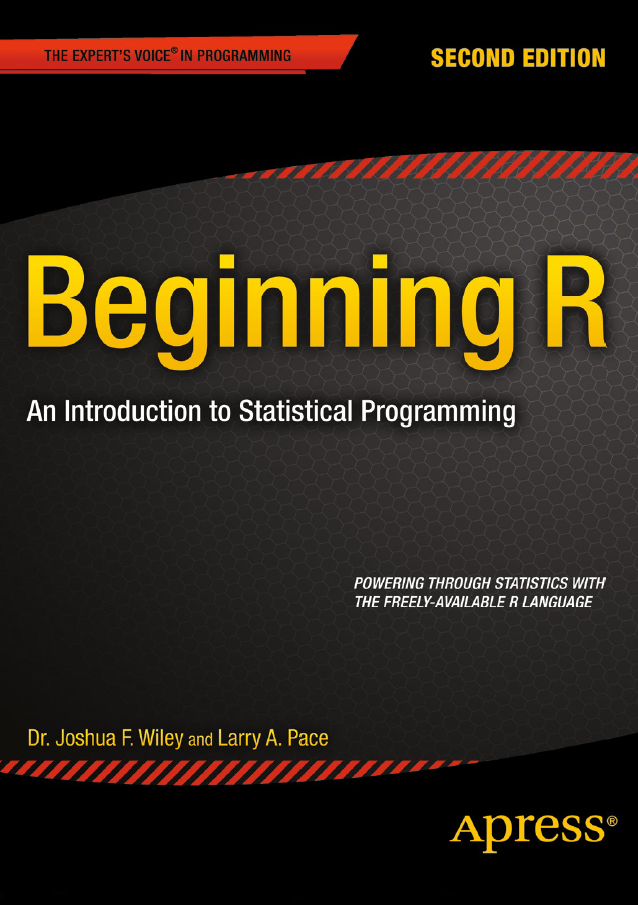 THE EXPERT'S VOICE® IN PROGRAMMING
SECOND EDITION
Beginning R
An Introduction to Statistical Programming
POWERING THROUGH STATISTICS WITH
THE FREELY-AVAILABLE R LANGUAGE
Dr. Joshua F. Wiley and Larry A. Pace
Apress®